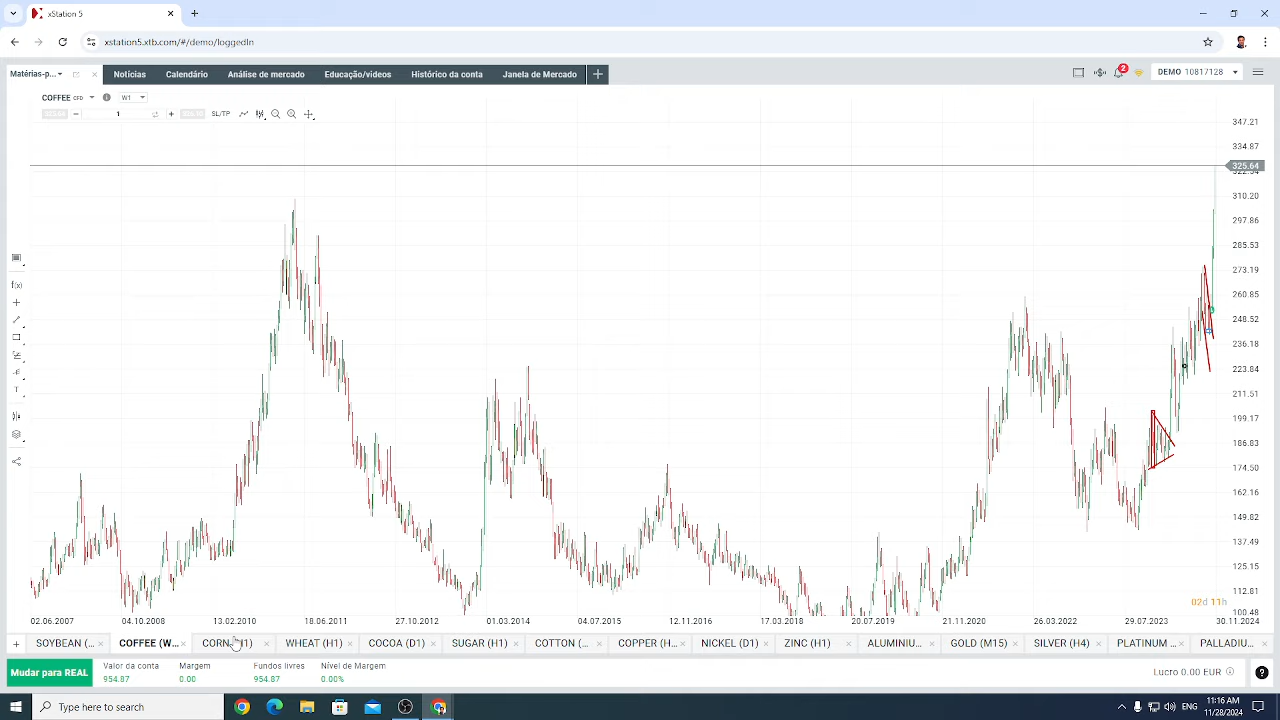 xStation 5
xstation5.xtb.com/#/demo/loggedIn
Matérias-p... Notícias Calendário Análise de mercado Educação/vídeos Histórico da conta Janela de Mercado
2 DEMO 10817128
COFFEE CFD W1
1 SL/TP
347.21
334.87
325.64
310.20
297.86
285.53
273.19
260.85
248.52
236.18
223.84
211.51
199.17
186.83
174.50
162.16
149.82
137.49
125.15
112.81
100.48
02d 11h
02.06.2007 04.10.2008 13.02.2010 18.06.2011 27.10.2012 01.03.2014 04.07.2015 12.11.2016 17.03.2018 20.07.2019 21.11.2020 26.03.2022 29.07.2023 30.11.2024
SOYBEAN (... COFFEE (W... CORN (H1) WHEAT (H1) COCOA (D1) SUGAR (H1) COTTON (... COPPER (H... NICKEL (D1) ZINC (H1) ALUMINIU... GOLD (M15) SILVER (H4) PLATINUM ... PALLADIU...
Mudar para REAL
Valor da conta Margem Fundos livres Nível de Margem
954.87 0.00 954.87 0.00%
Lucro 0.00 EUR
Type here to search
11:16 AM
11/28/2024